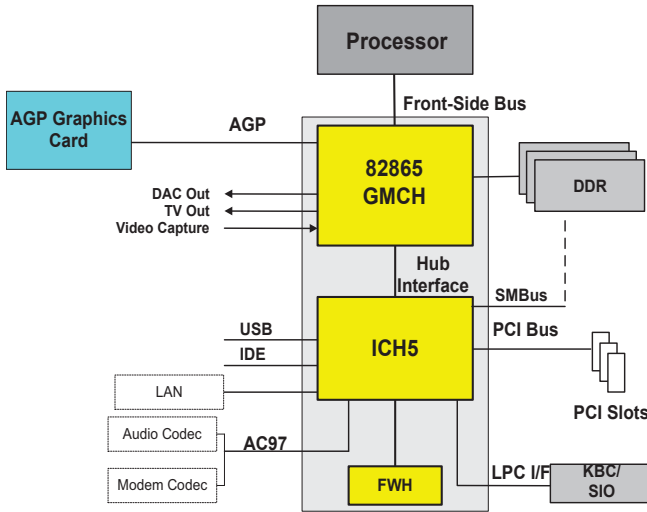 Processor
Front-Side Bus
AGP Graphics
Card
AGP
82865
GMCH
DDR
DAC Out
TV Out
Video Capture
Hub
Interface
SMBus
USB
IDE
ICH5
PCI Bus
LAN
PCI Slots
Audio Codec
AC97
Modem Codec
FWH
LPC I/F
KBC/
SIO